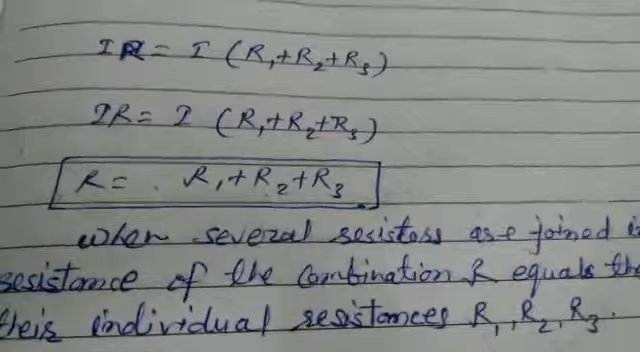 IR = I (R₁+R₂+R₃)
IR = I (R₁+R₂+R₃)
R = . R₁+R₂+R₃
When several resistors are joined in
resistance of the combination R equals the
their individual resistances R₁, R₂, R₃.